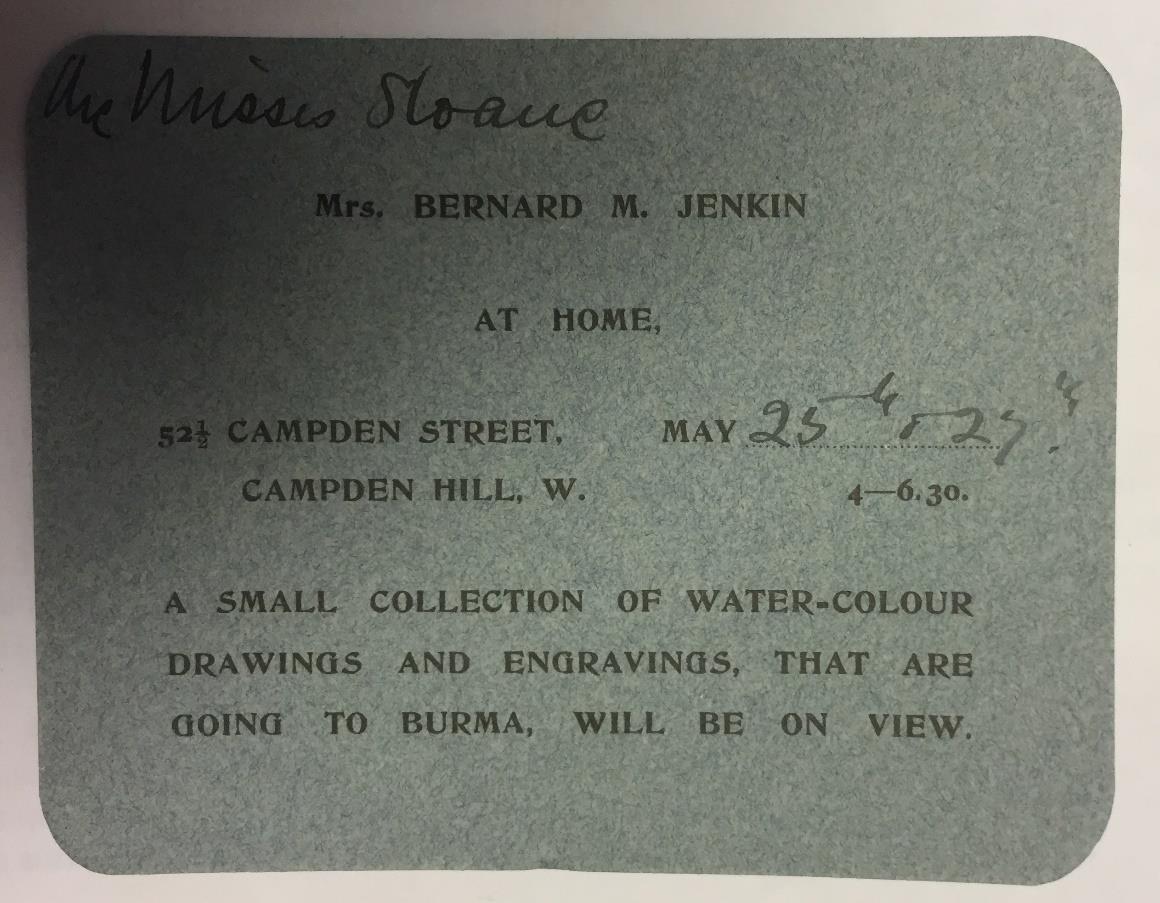 The Misses Sloane
Mrs. BERNARD M. JENKIN
AT HOME,
52½ CAMPDEN STREET, MAY 25th & 27th.
CAMPDEN HILL, W. 4—6.30.
A SMALL COLLECTION OF WATER-COLOUR
DRAWINGS AND ENGRAVINGS, THAT ARE
GOING TO BURMA, WILL BE ON VIEW.